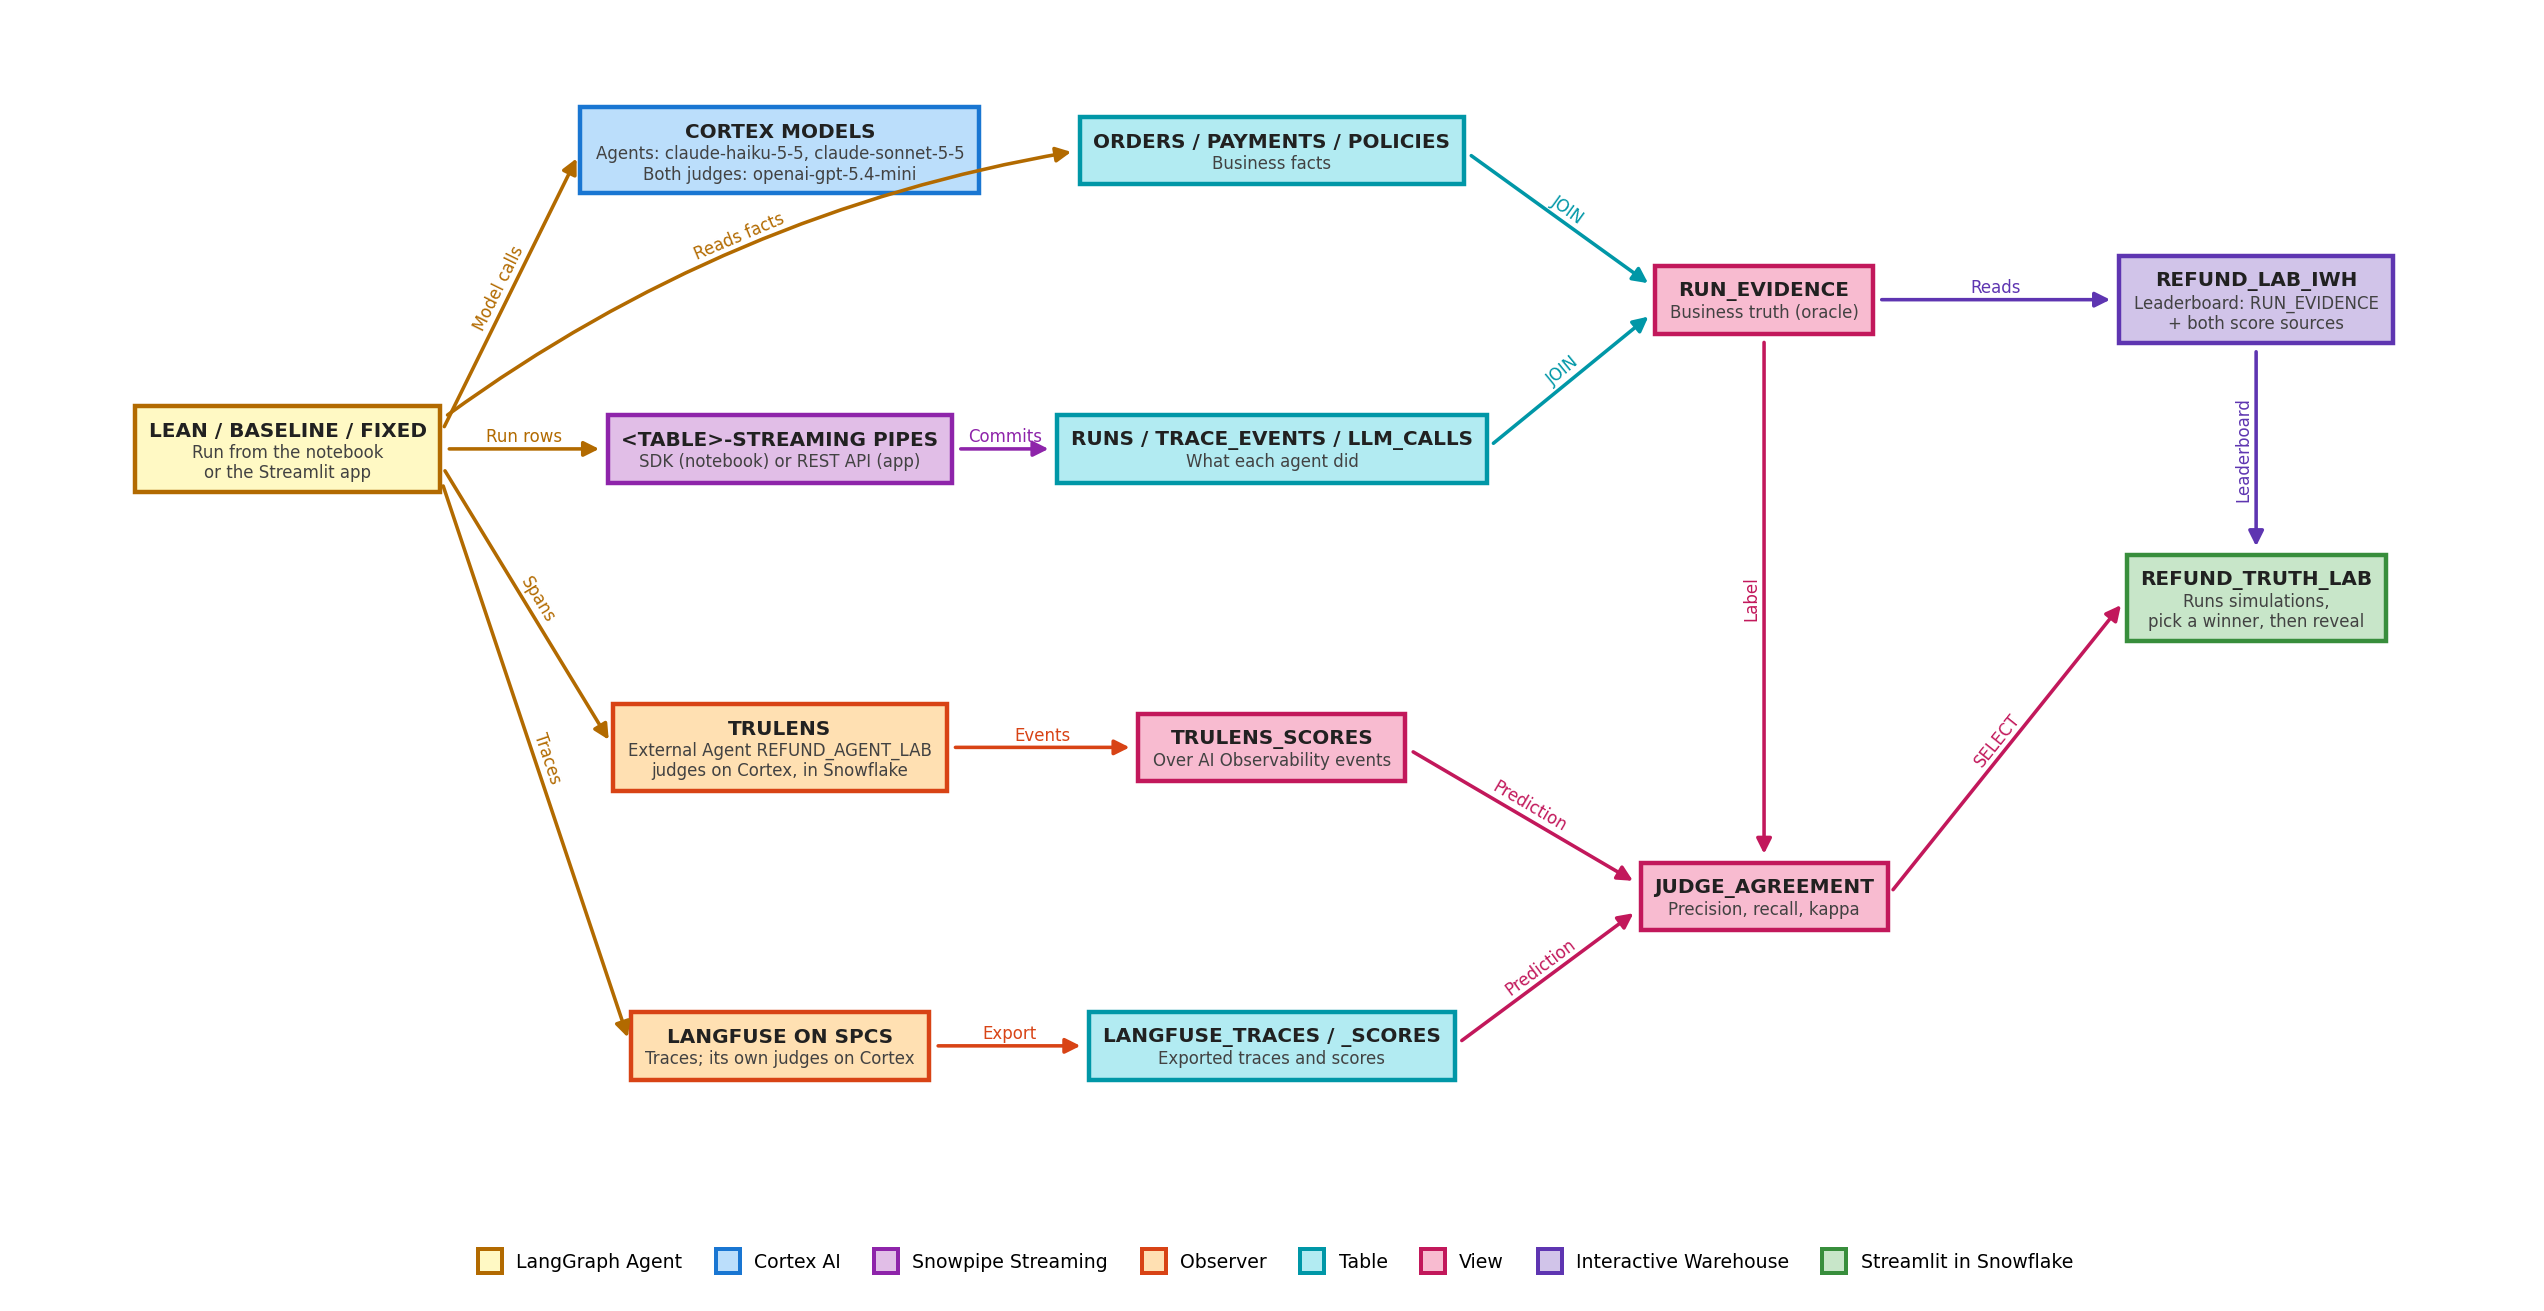 CORTEX MODELS
Agents: claude-haiku-5-5, claude-sonnet-5-5
Both judges: openai-gpt-5.4-mini
ORDERS / PAYMENTS / POLICIES
Business facts
Model calls
Reads facts
JOIN
RUN_EVIDENCE
Business truth (oracle)
Reads
REFUND_LAB_IWH
Leaderboard: RUN_EVIDENCE
+ both score sources
LEAN / BASELINE / FIXED
Run from the notebook
or the Streamlit app
Run rows
<TABLE>-STREAMING PIPES
SDK (notebook) or REST API (app)
Commits
RUNS / TRACE_EVENTS / LLM_CALLS
What each agent did
JOIN
Leaderboard
Spans
Label
REFUND_TRUTH_LAB
Runs simulations,
pick a winner, then reveal
Traces
TRULENS
External Agent REFUND_AGENT_LAB
judges on Cortex, in Snowflake
Events
TRULENS_SCORES
Over AI Observability events
Prediction
SELECT
JUDGE_AGREEMENT
Precision, recall, kappa
Prediction
LANGFUSE ON SPCS
Traces; its own judges on Cortex
Export
LANGFUSE_TRACES / _SCORES
Exported traces and scores
LangGraph Agent
Cortex AI
Snowpipe Streaming
Observer
Table
View
Interactive Warehouse
Streamlit in Snowflake